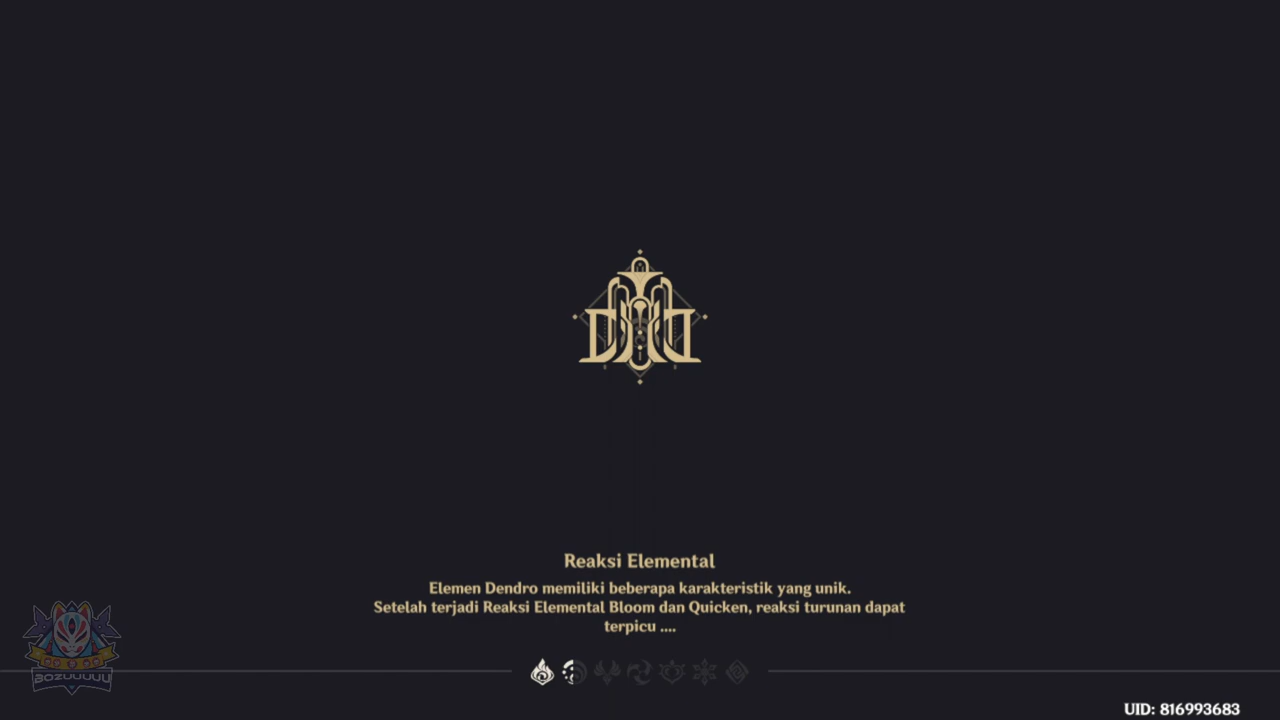 Reaksi Elemental
Elemen Dendro memiliki beberapa karakteristik yang unik.
Setelah terjadi Reaksi Elemental Bloom dan Quicken, reaksi turunan dapat
terpicu ....
BOZUUUUU
UID: 816993683